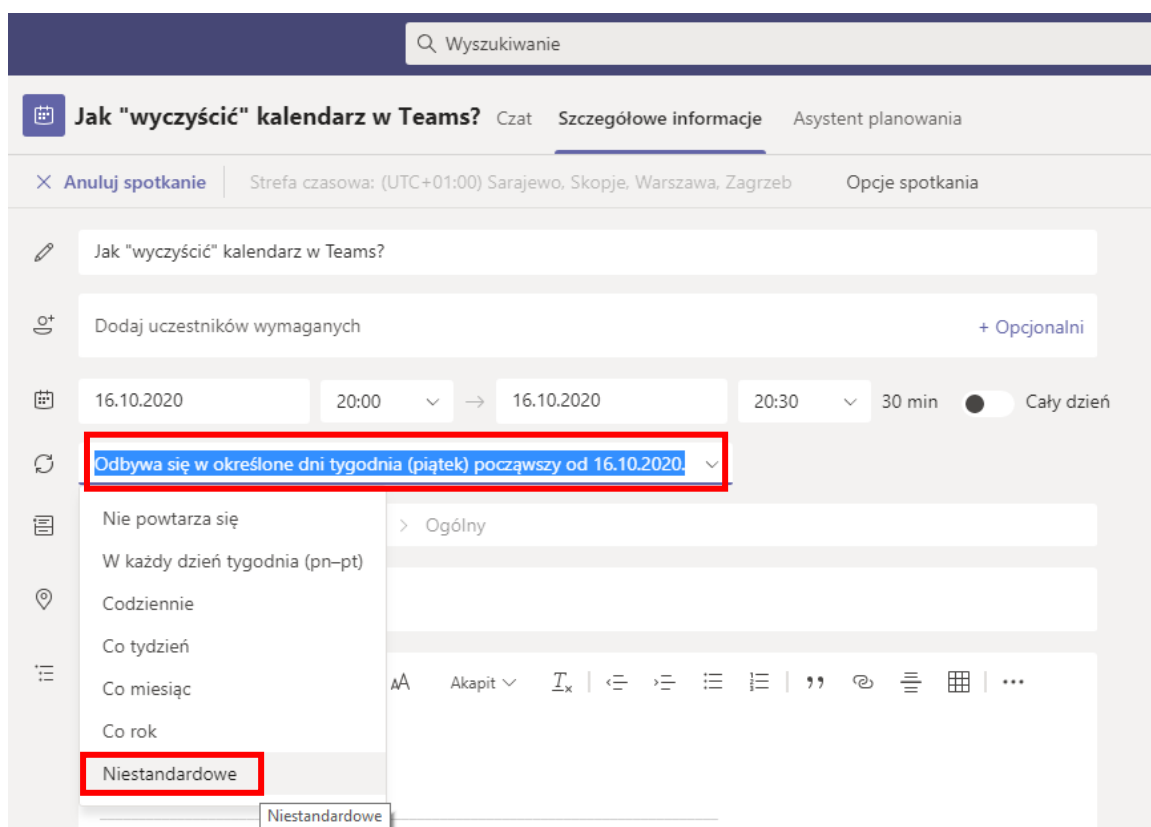 Wyszukiwanie
Jak "wyczyścić" kalendarz w Teams? Czat Szczegółowe informacje Asystent planowania
Anuluj spotkanie Strefa czasowa: (UTC+01:00) Sarajewo, Skopje, Warszawa, Zagrzeb Opcje spotkania
Jak "wyczyścić" kalendarz w Teams?
Dodaj uczestników wymaganych + Opcjonalni
16.10.2020 20:00 → 16.10.2020 20:30 30 min Cały dzień
Odbywa się w określone dni tygodnia (piątek) począwszy od 16.10.2020.
Nie powtarza się > Ogólny
W każdy dzień tygodnia (pn–pt)
Codziennie
Co tydzień
Co miesiąc AA Akapit
Co rok
Niestandardowe
Niestandardowe